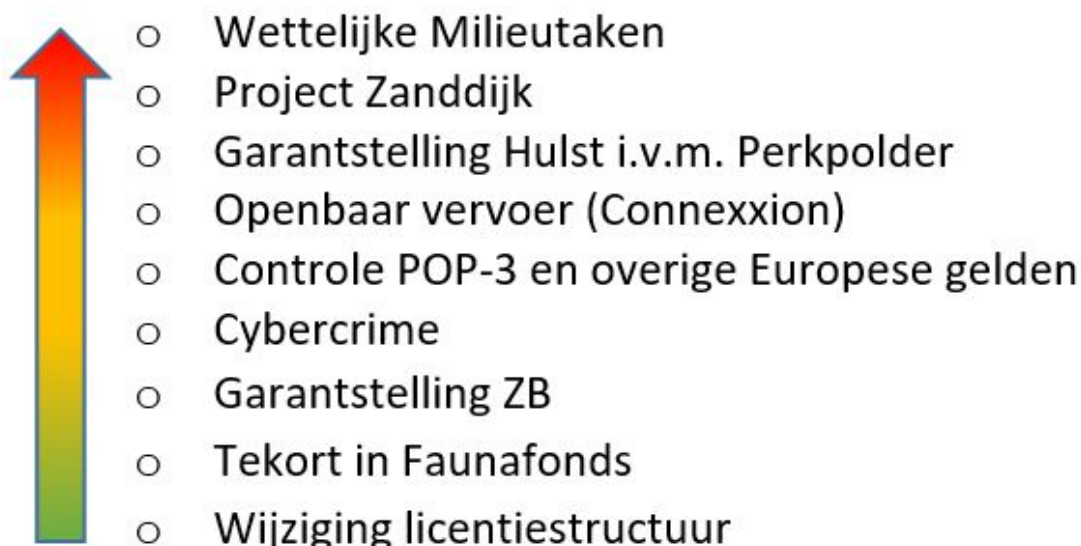 Wettelijke Milieutaken
Project Zanddijk
Garantstelling Hulst i.v.m. Perkpolder
Openbaar vervoer (Connexxion)
Controle POP-3 en overige Europese gelden
Cybercrime
Garantstelling ZB
Tekort in Faunafonds
Wijziging licentiestructuur